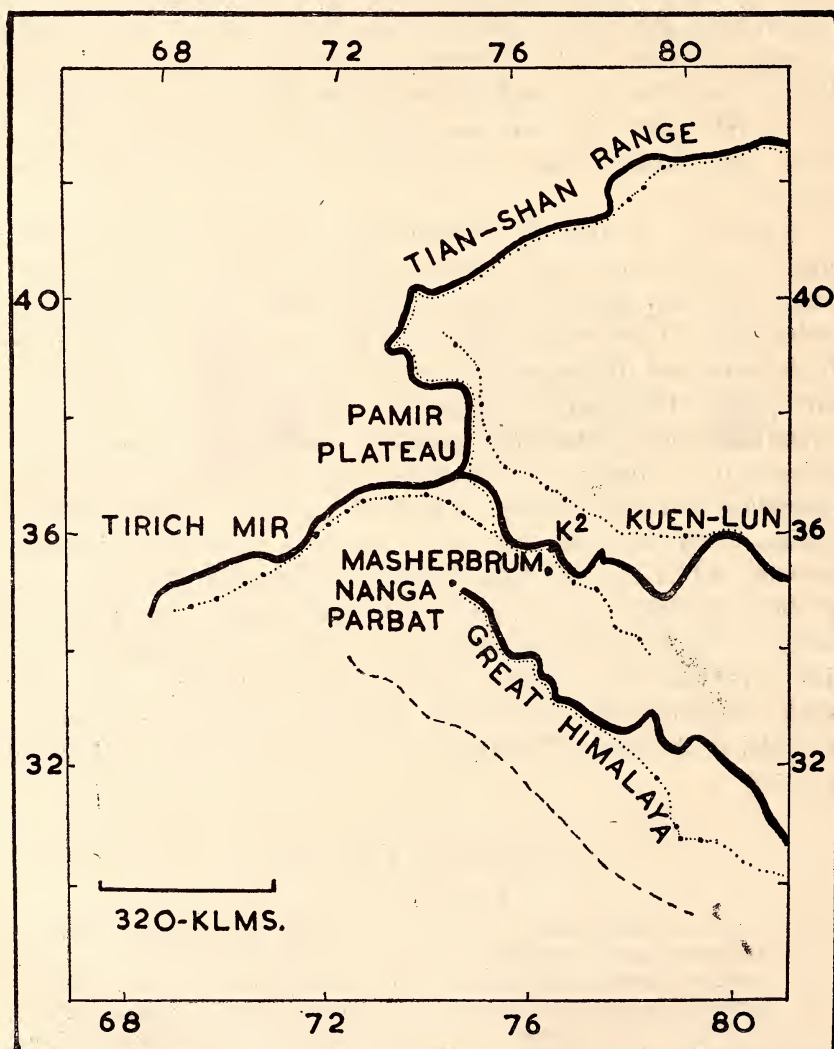 68 72 76 80
TIAN-SHAN RANGE
40 40
PAMIR
PLATEAU
36
TIRICH MIR
K²
KUEN-LUN
36
MASHERBRUM
NANGA
PARBAT
GREAT HIMALAYA
32 32
320-KLMS.
68 72 76 80